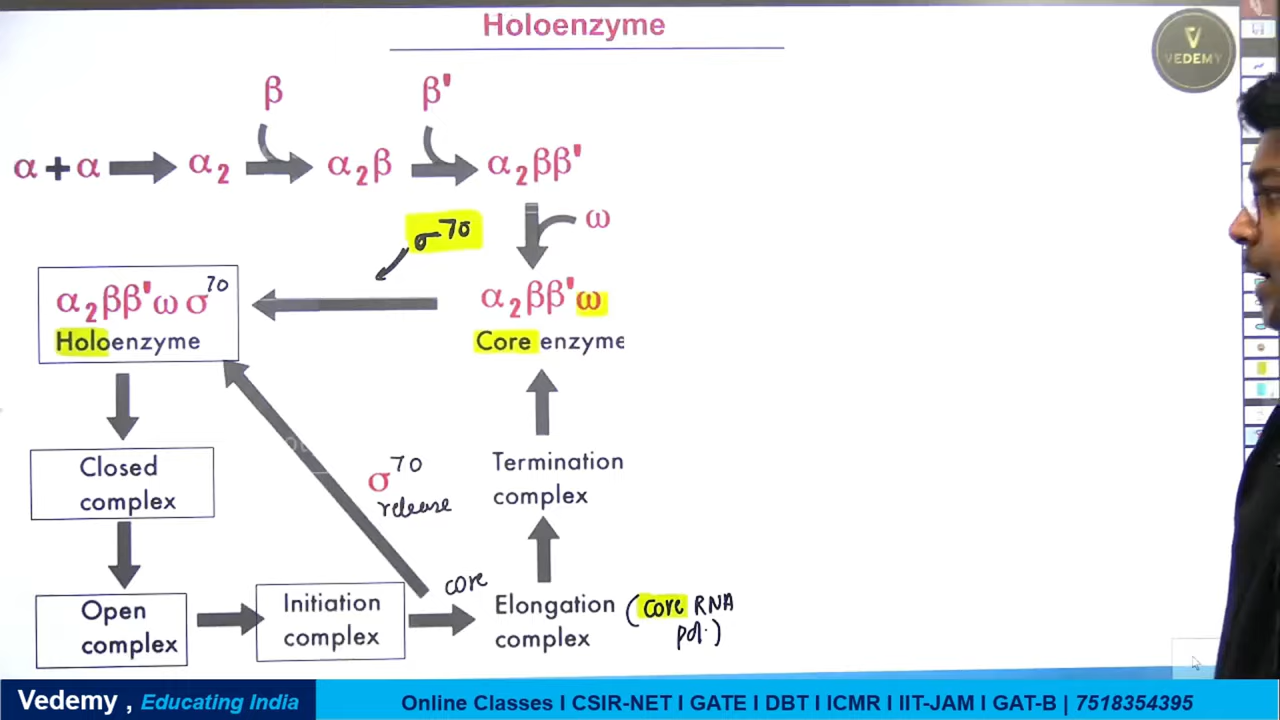 Holoenzyme
V
VEDEMY
β
β'
α + α
α₂
α₂β
α₂ββ'
σ⁷⁰
ω
α₂ββ'ω σ⁷⁰
Holoenzyme
α₂ββ'ω
Core enzyme
Closed
complex
σ⁷⁰
release
Termination
complex
core
Open
complex
Initiation
complex
Elongation
complex
(core RNA
pol.)
Vedemy , Educating India
Online Classes I CSIR-NET I GATE I DBT I ICMR I IIT-JAM I GAT-B | 7518354395